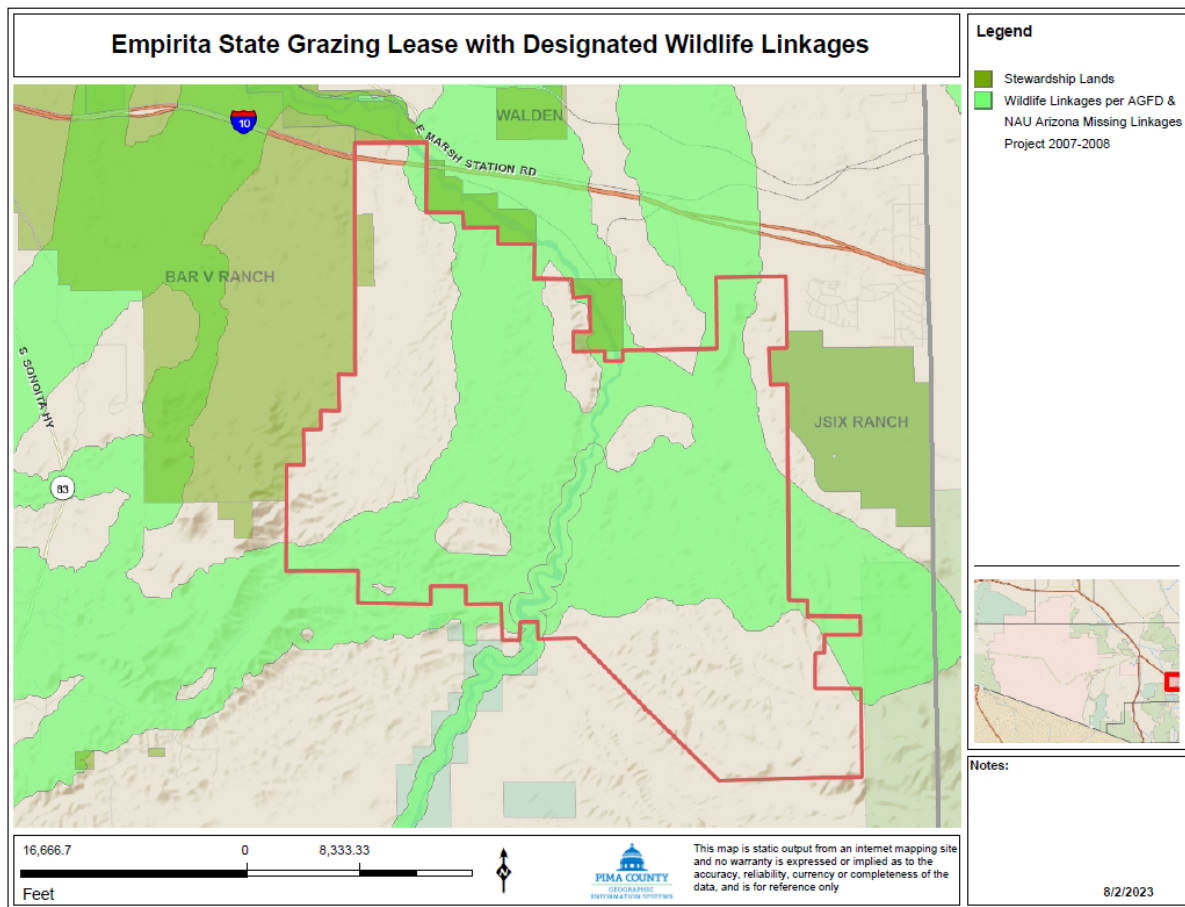 Empirita State Grazing Lease with Designated Wildlife Linkages
Legend
Stewardship Lands
Wildlife Linkages per AGFD &
NAU Arizona Missing Linkages
Project 2007-2008
WALDEN
10
E MARSH STATION RD
BAR V RANCH
S SONOITA HY
83
JSIX RANCH
Notes:
16,666.7
0
8,333.33
Feet
N
PIMA COUNTY
GEOGRAPHIC
INFORMATION SYSTEMS
This map is static output from an internet mapping site
and no warranty is expressed or implied as to the
accuracy, reliability, currency or completeness of the
data, and is for reference only
8/2/2023